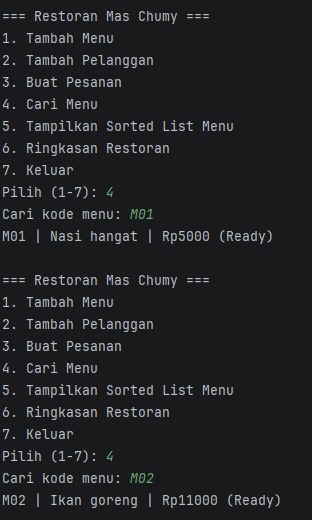 === Restoran Mas Chumy ===
1. Tambah Menu
2. Tambah Pelanggan
3. Buat Pesanan
4. Cari Menu
5. Tampilkan Sorted List Menu
6. Ringkasan Restoran
7. Keluar
Pilih (1-7): 4
Cari kode menu: M01
M01 | Nasi hangat | Rp5000 (Ready)

=== Restoran Mas Chumy ===
1. Tambah Menu
2. Tambah Pelanggan
3. Buat Pesanan
4. Cari Menu
5. Tampilkan Sorted List Menu
6. Ringkasan Restoran
7. Keluar
Pilih (1-7): 4
Cari kode menu: M02
M02 | Ikan goreng | Rp11000 (Ready)